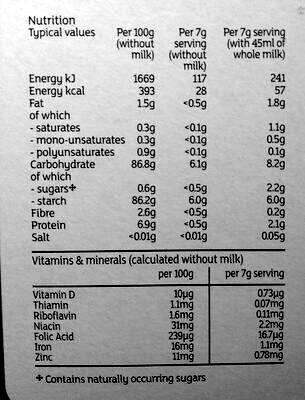 Nutrition
Typical values Per 100g Per 7g Per 7g serving
(without serving (with 45ml of
milk) (without whole milk)
milk)
Energy kJ 1669 117 241
Energy kcal 393 28 57
Fat 1.5g <0.5g 1.8g
of which
- saturates 0.3g <0.1g 1.1g
- mono-unsaturates 0.3g <0.1g 0.5g
- polyunsaturates 0.9g <0.1g 0.1g
Carbohydrate 86.8g 6.1g 8.2g
of which
- sugars✦ 0.6g <0.5g 2.2g
- starch 86.2g 6.0g 6.0g
Fibre 2.6g <0.5g 0.2g
Protein 6.9g <0.5g 2.1g
Salt <0.01g <0.01g 0.05g
Vitamins & minerals (calculated without milk)
per 100g per 7g serving
Vitamin D 10µg 0.73µg
Thiamin 1.1mg 0.07mg
Riboflavin 1.6mg 0.11mg
Niacin 31mg 2.2mg
Folic Acid 239µg 16.7µg
Iron 16mg 1.1mg
Zinc 11mg 0.78mg
✦ Contains naturally occurring sugars